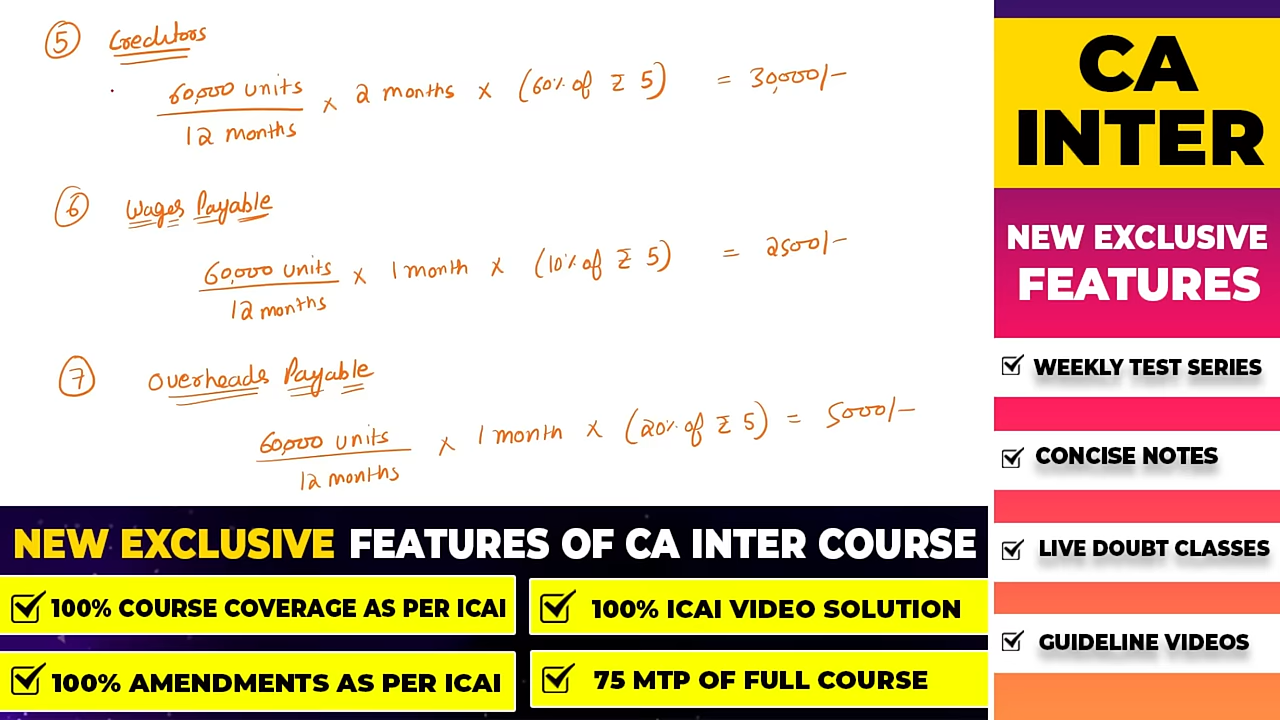 5 Creditors
60,000 units / 12 months × 2 months × (60% of ₹ 5) = 30,000/-
6 Wages Payable
60,000 units / 12 months × 1 month × (10% of ₹ 5) = 2500/-
7 Overheads Payable
60,000 units / 12 months × 1 month × (20% of ₹ 5) = 5000/-
CA
INTER
NEW EXCLUSIVE
FEATURES
WEEKLY TEST SERIES
CONCISE NOTES
LIVE DOUBT CLASSES
GUIDELINE VIDEOS
NEW EXCLUSIVE FEATURES OF CA INTER COURSE
100% COURSE COVERAGE AS PER ICAI
100% ICAI VIDEO SOLUTION
100% AMENDMENTS AS PER ICAI
75 MTP OF FULL COURSE